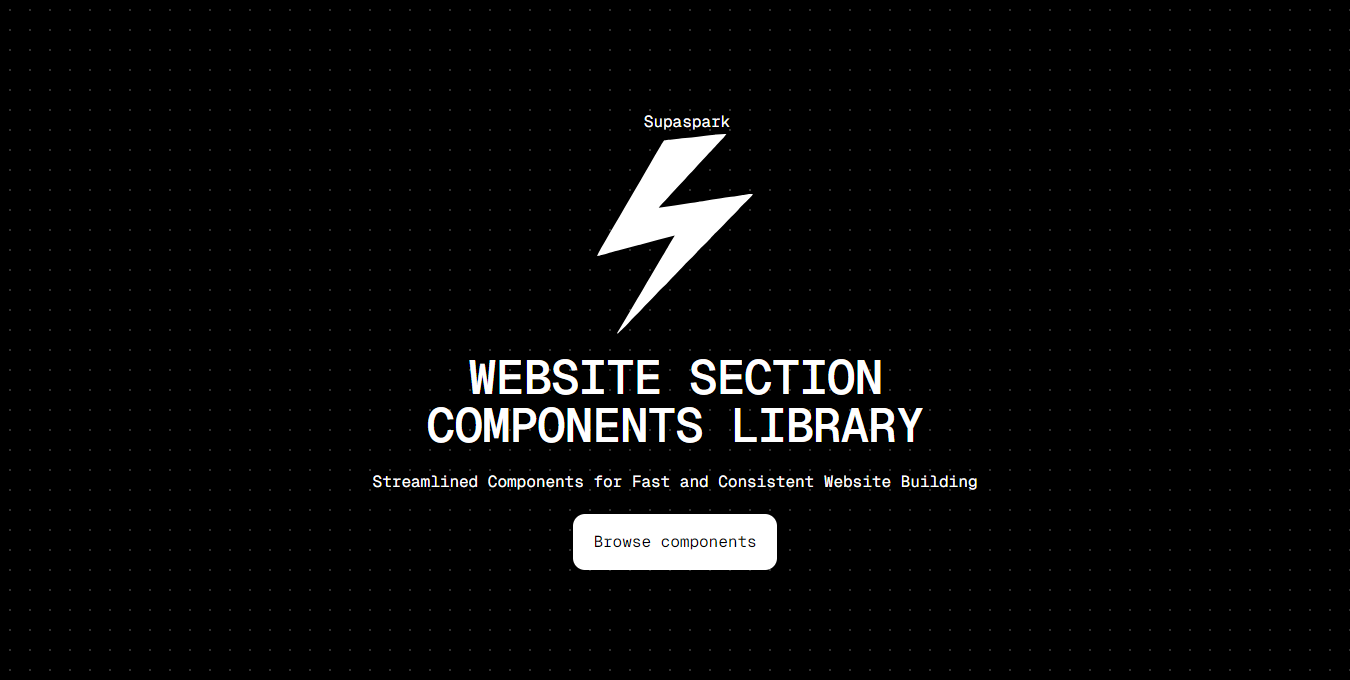 Supaspark
WEBSITE SECTION
COMPONENTS LIBRARY
Streamlined Components for Fast and Consistent Website Building
Browse components